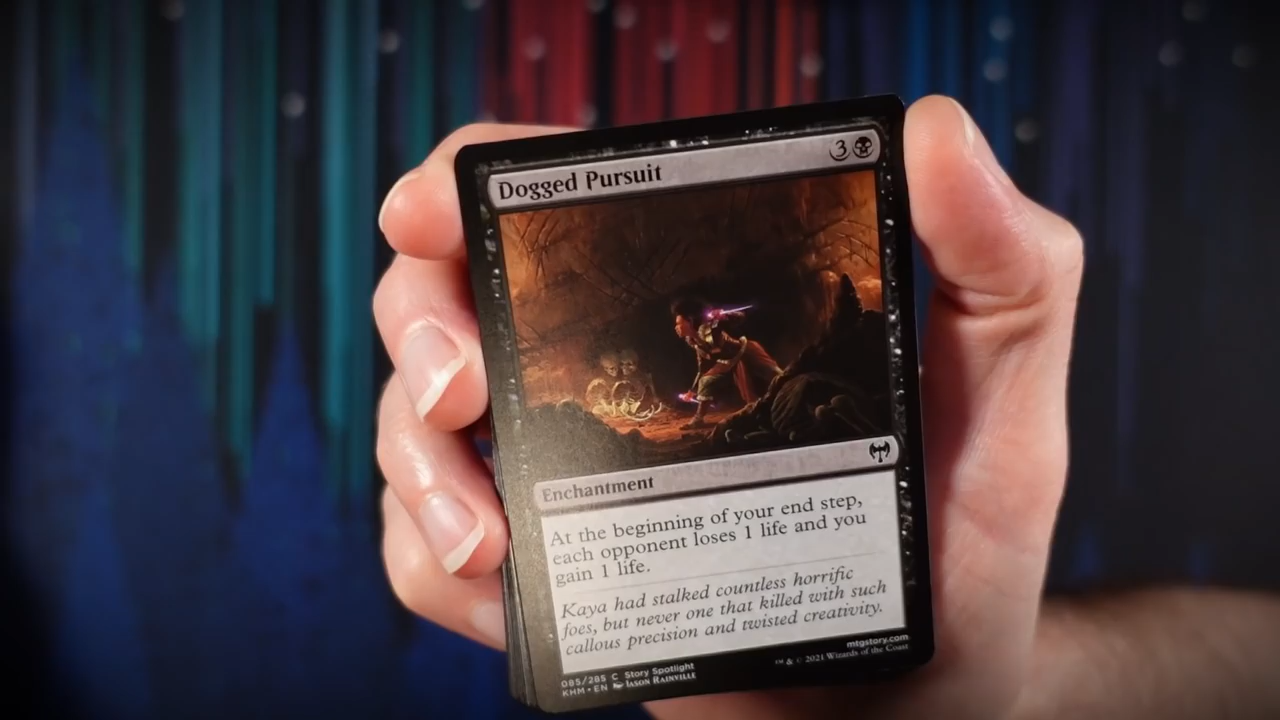 Dogged Pursuit 3
Enchantment
At the beginning of your end step,
each opponent loses 1 life and you
gain 1 life.
Kaya had stalked countless horrific
foes, but never one that killed with such
callous precision and twisted creativity.
mtgstory.com
085/285 C Story Spotlight
KHM • EN Jason Rainville
™ & © 2021 Wizards of the Coast